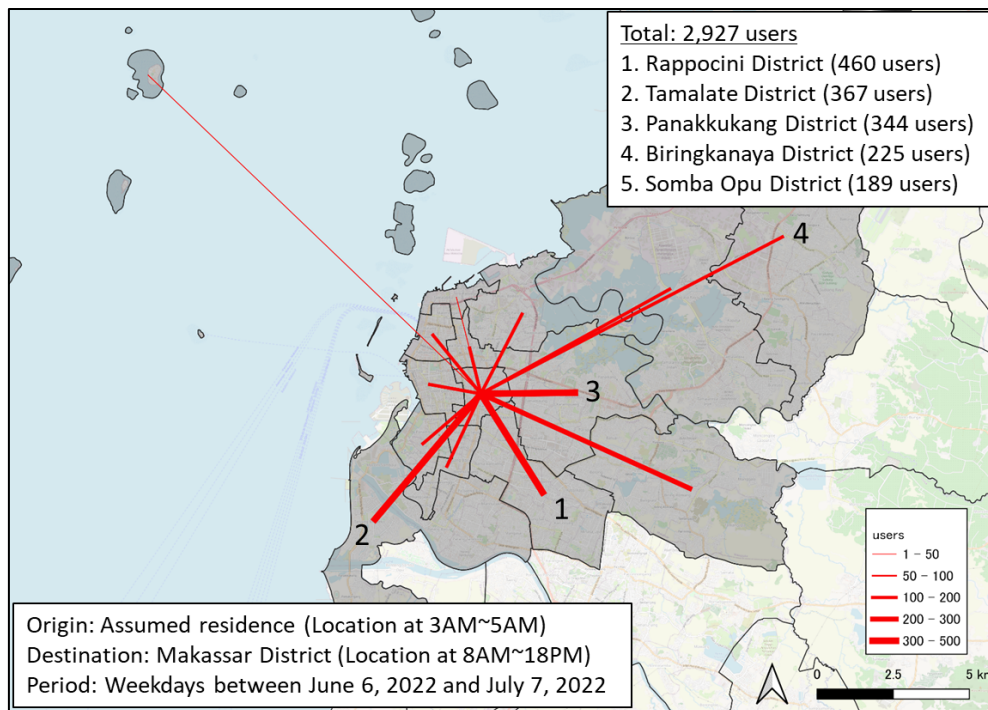 Total: 2,927 users
1. Rappocini District (460 users)
2. Tamalate District (367 users)
3. Panakkukang District (344 users)
4. Biringkanaya District (225 users)
5. Somba Opu District (189 users)
4
3
1
2
users
1 - 50
50 - 100
100 - 200
200 - 300
300 - 500
Origin: Assumed residence (Location at 3AM~5AM)
Destination: Makassar District (Location at 8AM~18PM)
Period: Weekdays between June 6, 2022 and July 7, 2022
0 2.5 5 km